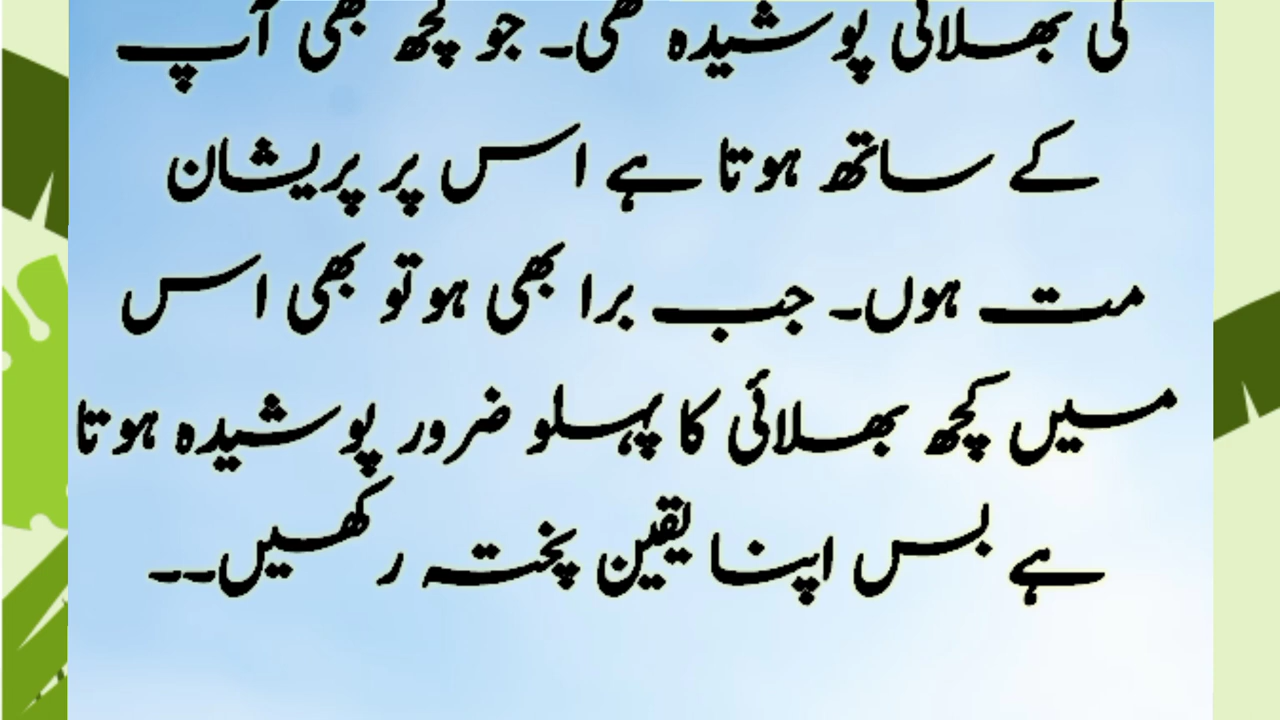 کی بھلائی پوشیدہ تھی۔ جو کچھ بھی آپ
کے ساتھ ہوتا ہے اس پر پریشان
مت ہوں۔ جب برا بھی ہو تو بھی اس
میں کچھ بھلائی کا پہلو ضرور پوشیدہ ہوتا
ہے بس اپنا یقین پختہ رکھیں۔۔